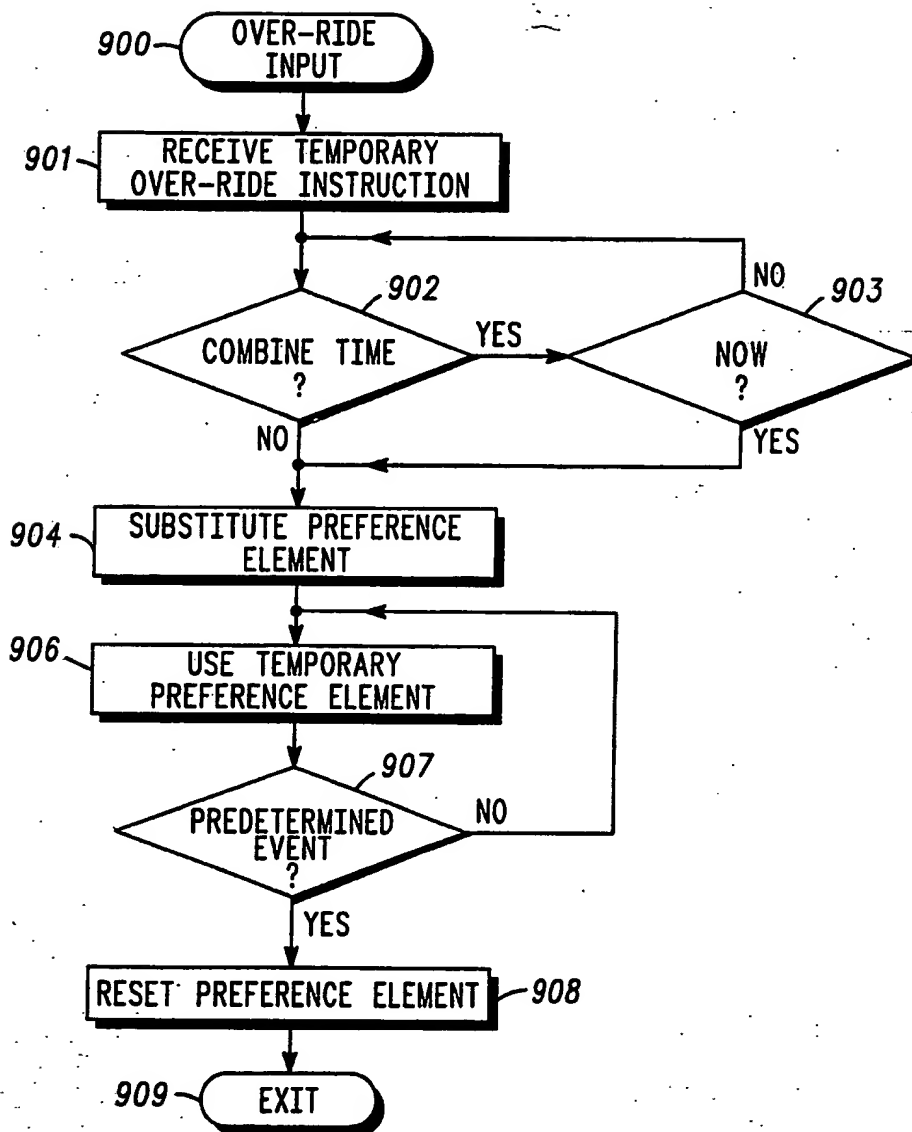 900
OVER-RIDE
INPUT
901
RECEIVE TEMPORARY
OVER-RIDE INSTRUCTION
902
COMBINE TIME
?
YES
NO
903
NOW
?
NO
YES
904
SUBSTITUTE PREFERENCE
ELEMENT
906
USE TEMPORARY
PREFERENCE ELEMENT
907
PREDETERMINED
EVENT
?
NO
YES
RESET PREFERENCE ELEMENT
908
909
EXIT